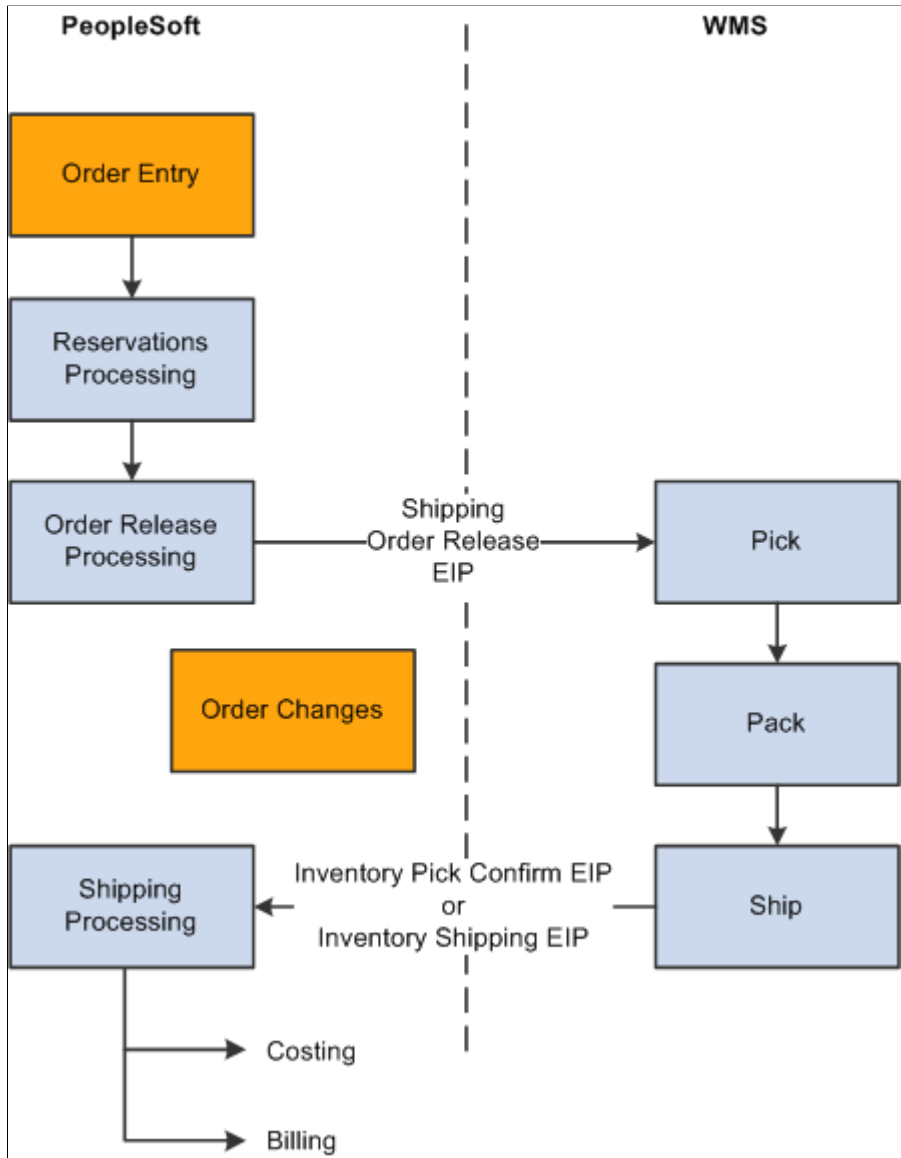 PeopleSoft
WMS
Order Entry
Reservations
Processing
Order Release
Processing
Shipping
Order Release
EIP
Pick
Order Changes
Pack
Shipping
Processing
Inventory Pick Confirm EIP
or
Inventory Shipping EIP
Ship
Costing
Billing